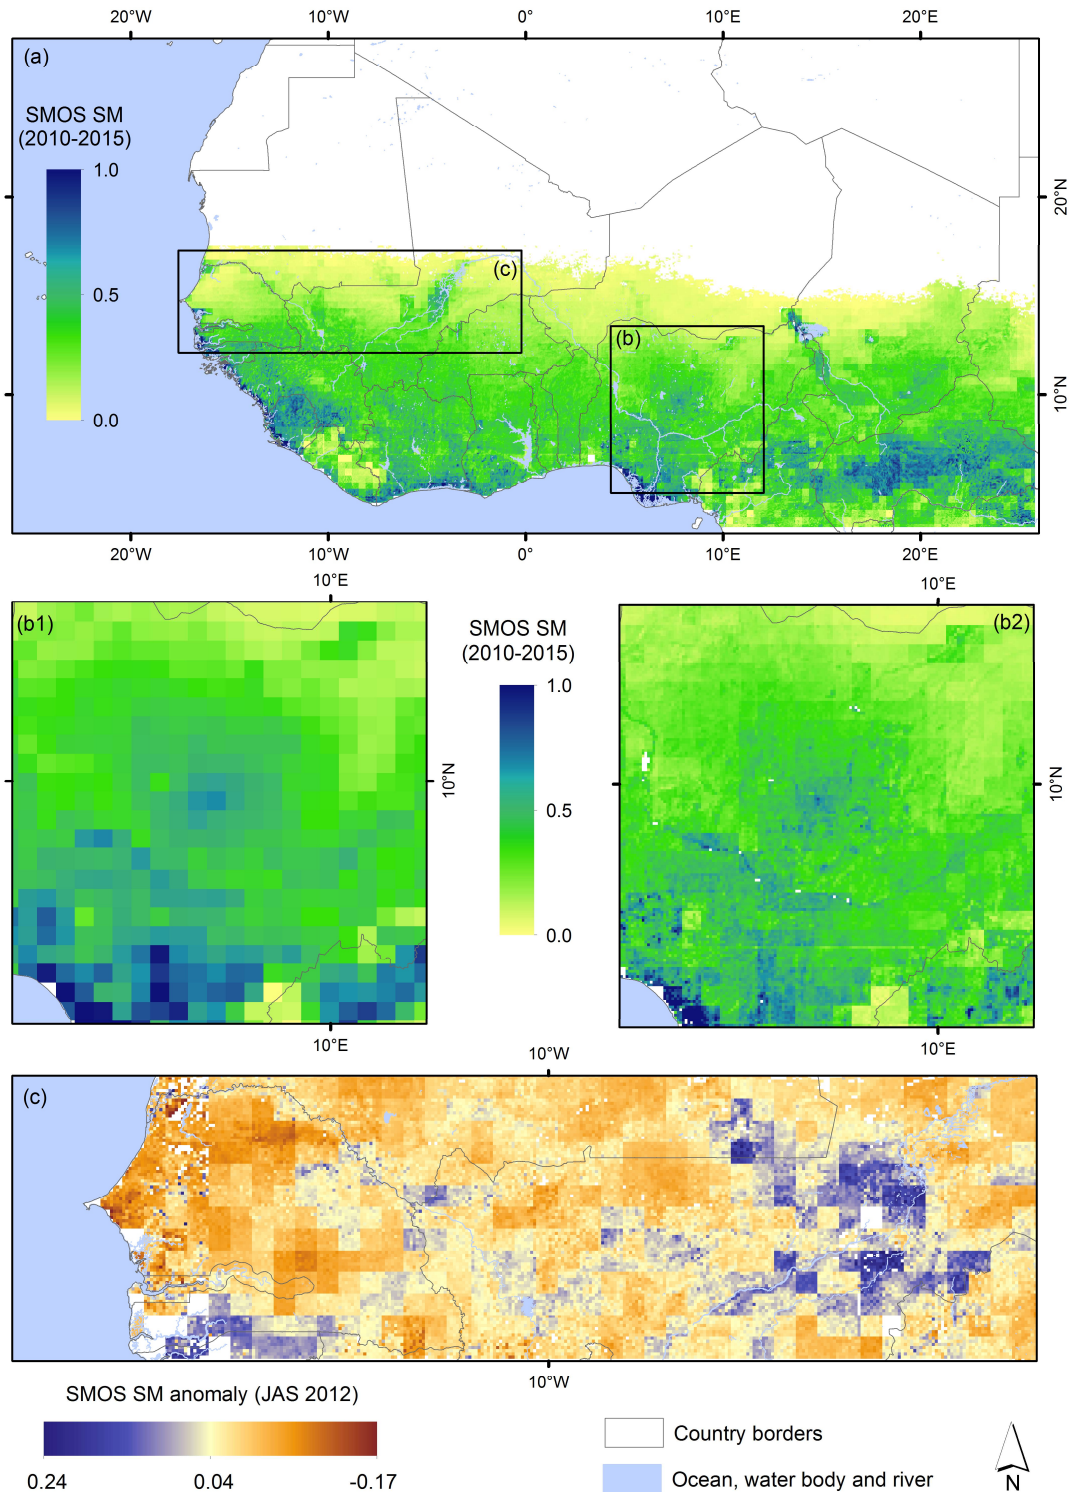 20°W 10°W 0° 10°E 20°E
(a)
SMOS SM
(2010-2015)
1.0
0.5
0.0
20°N
10°N
(c)
(b)
20°W 10°W 0° 10°E 20°E
10°E
10°E
(b1)
SMOS SM
(2010-2015)
1.0
0.5
0.0
(b2)
10°N
10°N
10°E
10°E
10°W
(c)
10°W
SMOS SM anomaly (JAS 2012)
0.24 0.04 -0.17
Country borders
Ocean, water body and river
N